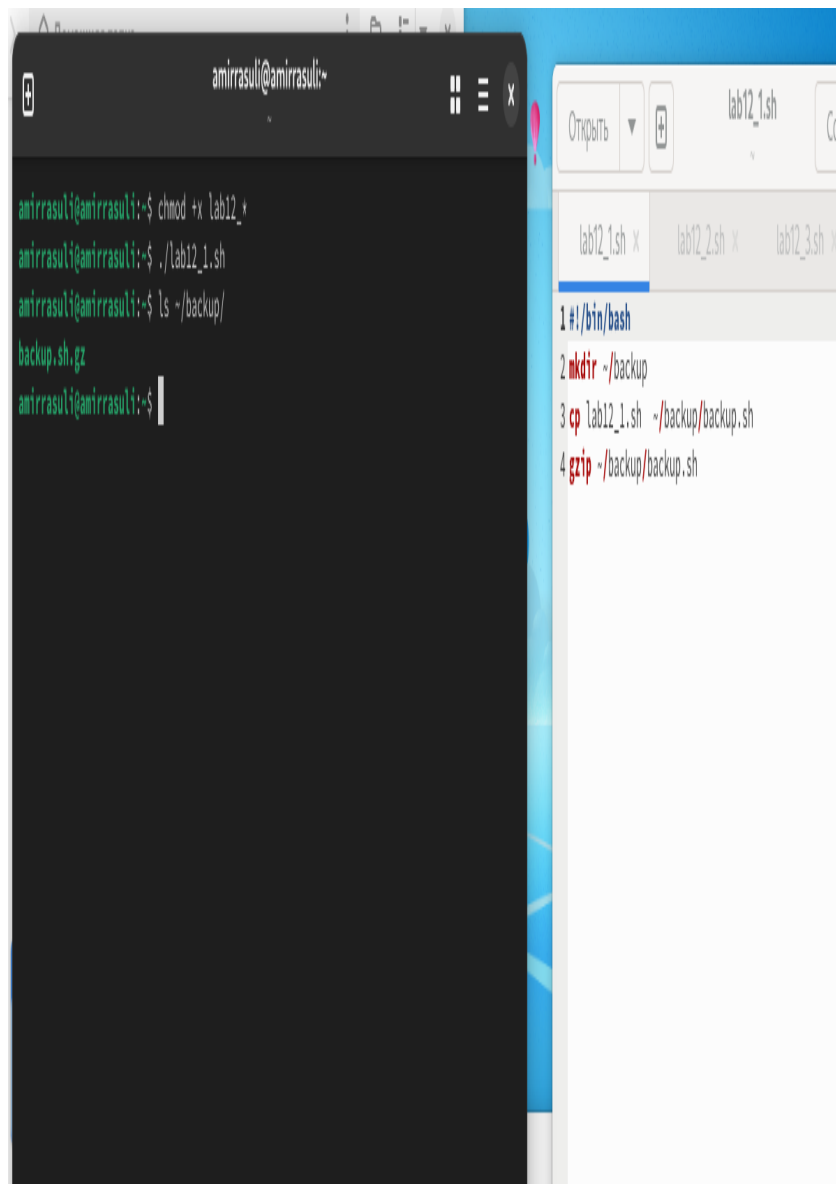 amirrasuli@amirrasuli:~
~
amirrasuli@amirrasuli:~$ chmod +x lab12_*
amirrasuli@amirrasuli:~$ ./lab12_1.sh
amirrasuli@amirrasuli:~$ ls ~/backup/
backup.sh.gz
amirrasuli@amirrasuli:~$
Открыть
lab12_1.sh
~
lab12_1.sh
lab12_2.sh
lab12_3.sh
1 #!/bin/bash
2 mkdir ~/backup
3 cp lab12_1.sh  ~/backup/backup.sh
4 gzip ~/backup/backup.sh